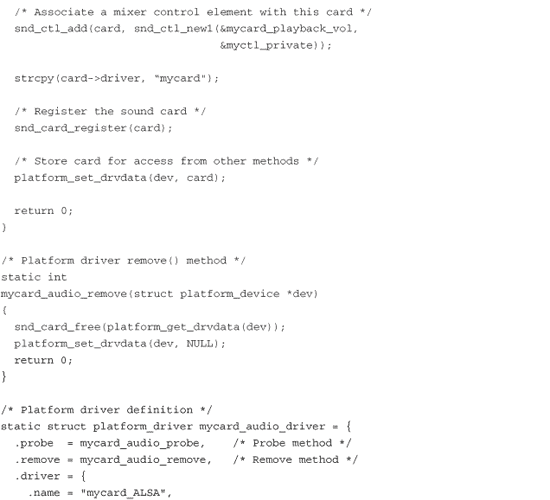 /* Associate a mixer control element with this card */
  snd_ctl_add(card, snd_ctl_new1(&mycard_playback_vol,
                                 &myctl_private));
  strcpy(card->driver, "mycard");
  /* Register the sound card */
  snd_card_register(card);
  /* Store card for access from other methods */
  platform_set_drvdata(dev, card);
  return 0;
}
/* Platform driver remove() method */
static int
mycard_audio_remove(struct platform_device *dev)
{
  snd_card_free(platform_get_drvdata(dev));
  platform_set_drvdata(dev, NULL);
  return 0;
}
/* Platform driver definition */
static struct platform_driver mycard_audio_driver = {
  .probe  = mycard_audio_probe,    /* Probe method */
  .remove = mycard_audio_remove,   /* Remove method */
  .driver = {
    .name = "mycard_ALSA",